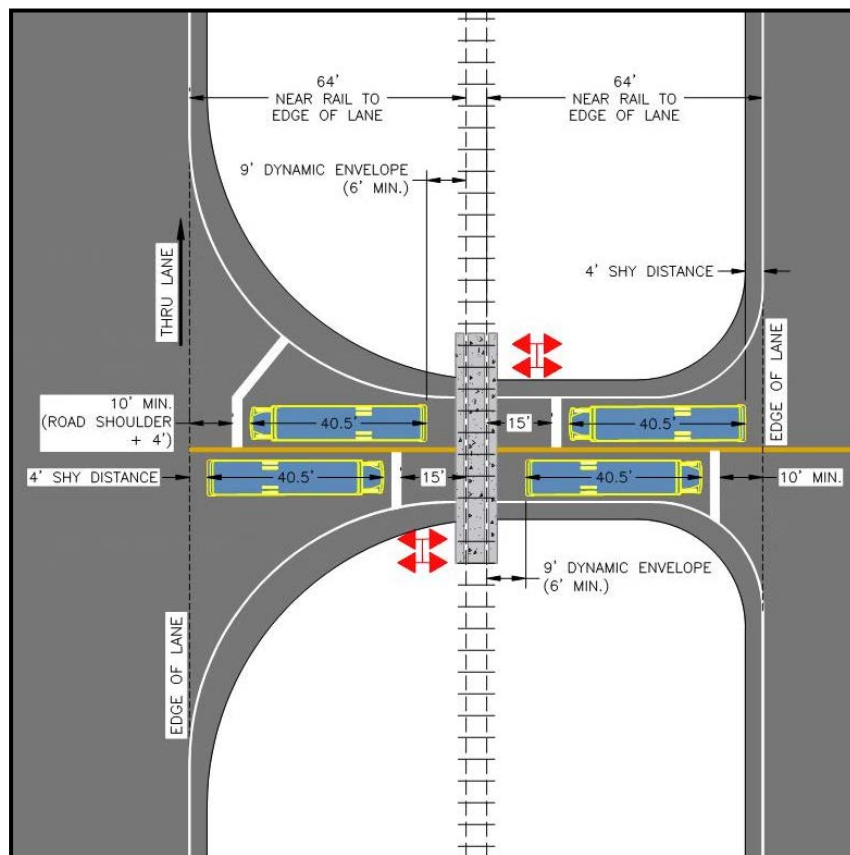 64'
NEAR RAIL TO
EDGE OF LANE
64'
NEAR RAIL TO
EDGE OF LANE
9' DYNAMIC ENVELOPE
(6' MIN.)
THRU LANE
4' SHY DISTANCE
EDGE OF LANE
10' MIN.
(ROAD SHOULDER
+ 4')
40.5'
15'
40.5'
4' SHY DISTANCE
40.5'
15'
40.5'
10' MIN.
9' DYNAMIC ENVELOPE
(6' MIN.)
EDGE OF LANE